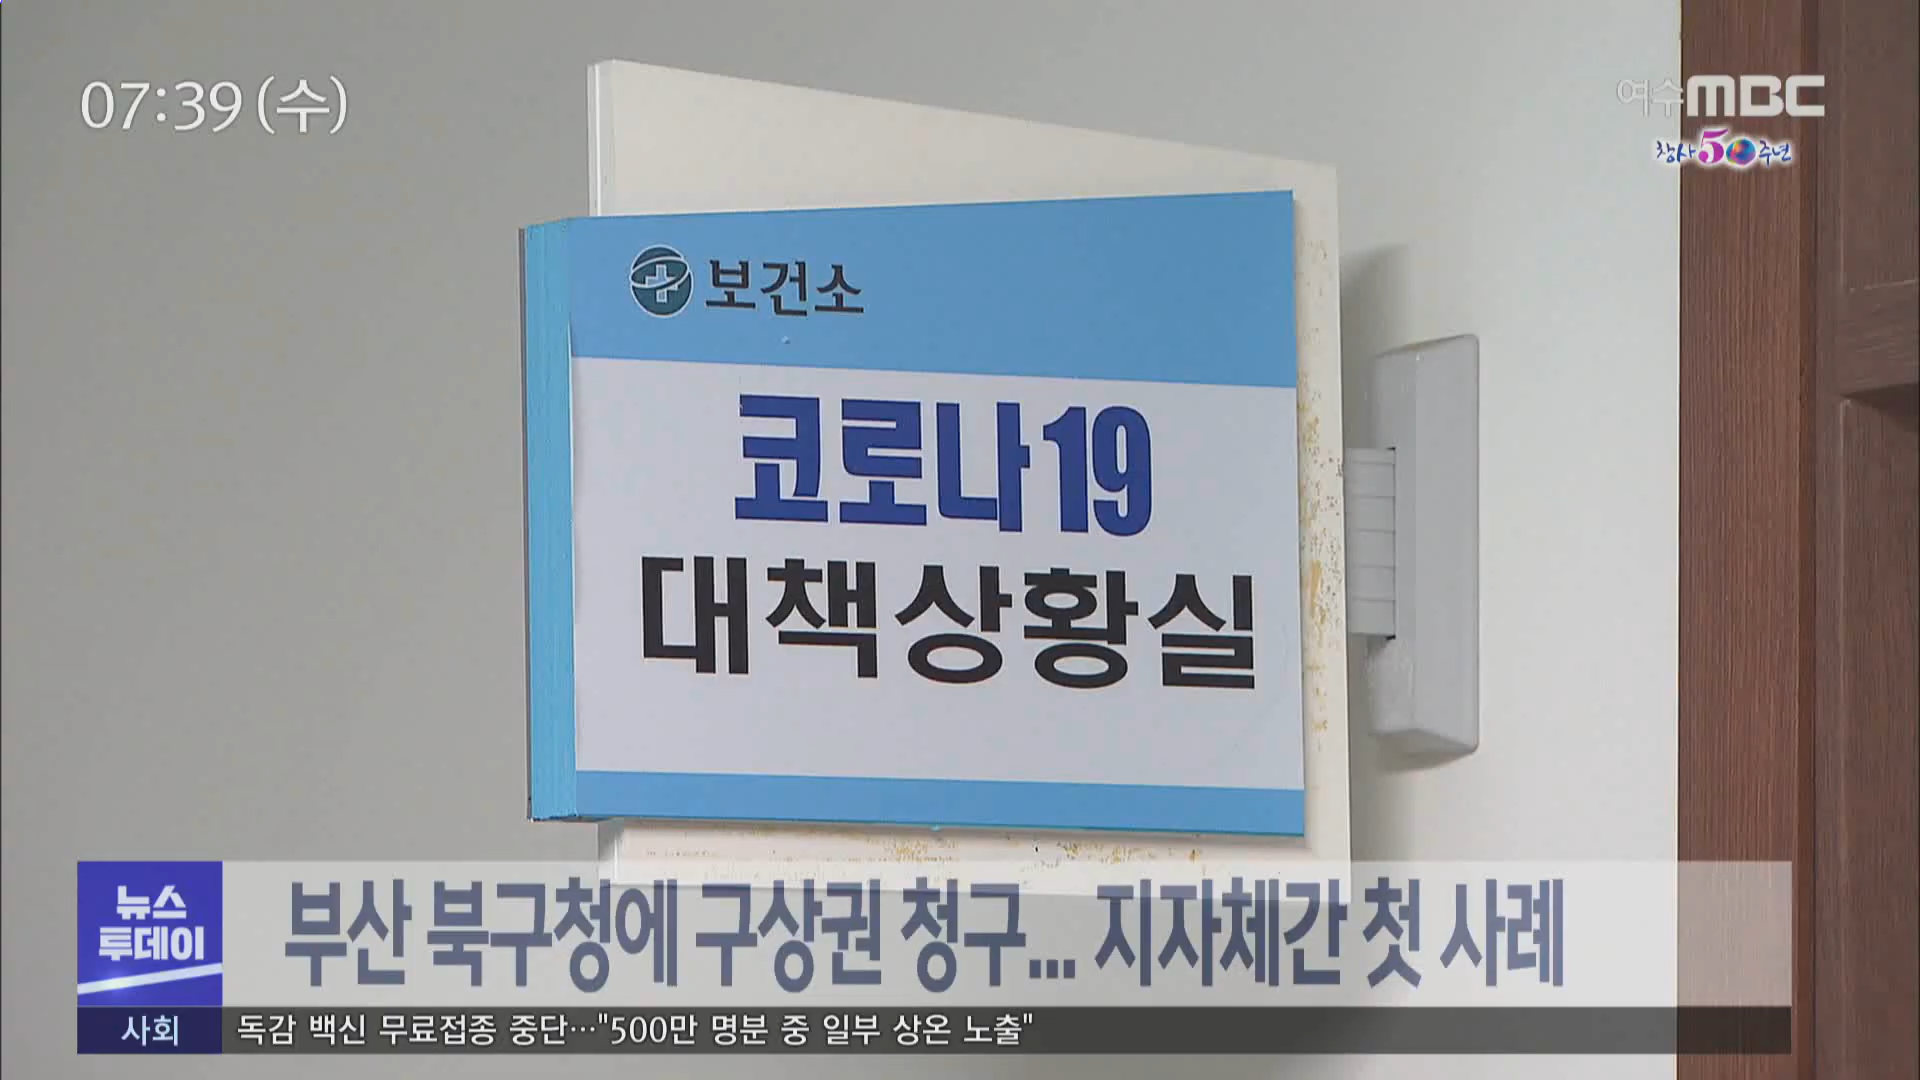 07:39 (수)
여수MBC
창사50주년
보건소
코로나19
대책상황실
뉴스
투데이
부산 북구청에 구상권 청구... 지자체간 첫 사례
사회
독감 백신 무료접종 중단…"500만 명분 중 일부 상온 노출"